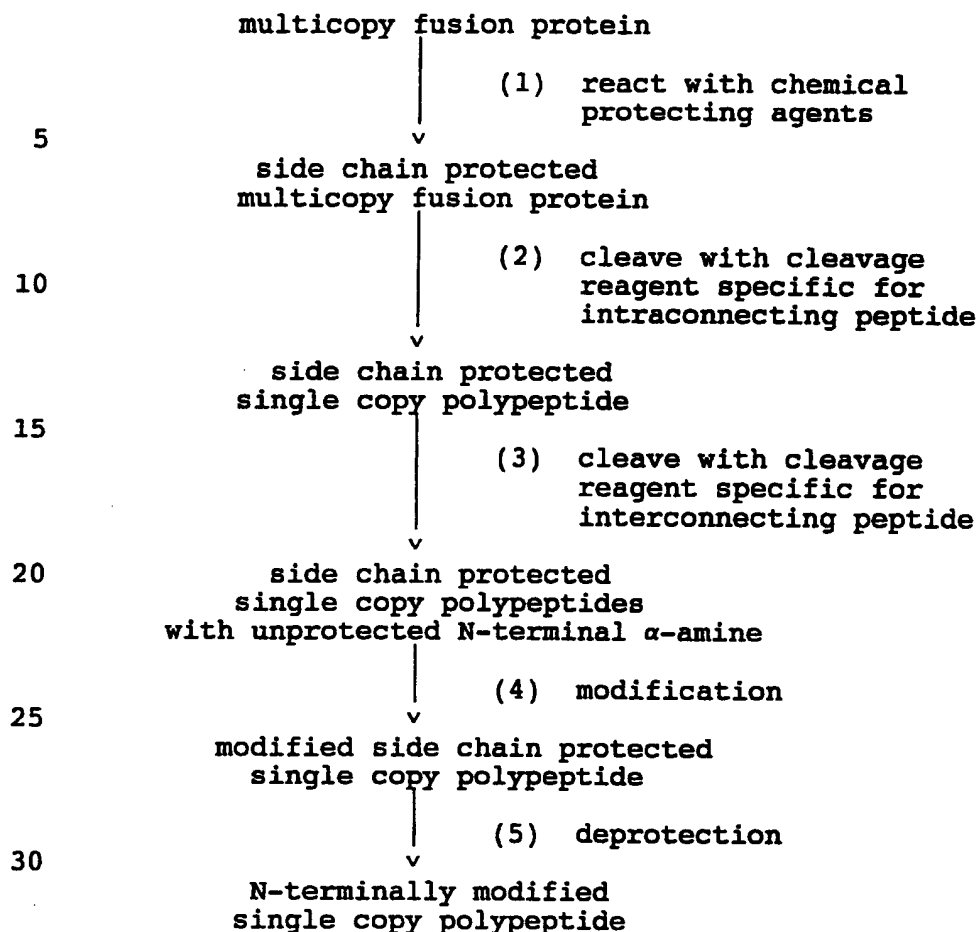 multicopy fusion protein
(1) react with chemical
protecting agents
5
side chain protected
multicopy fusion protein
(2) cleave with cleavage
10 reagent specific for
intraconnecting peptide
side chain protected
single copy polypeptide
15
(3) cleave with cleavage
reagent specific for
interconnecting peptide
20 side chain protected
single copy polypeptides
with unprotected N-terminal α-amine
(4) modification
25
modified side chain protected
single copy polypeptide
(5) deprotection
30
N-terminally modified
single copy polypeptide